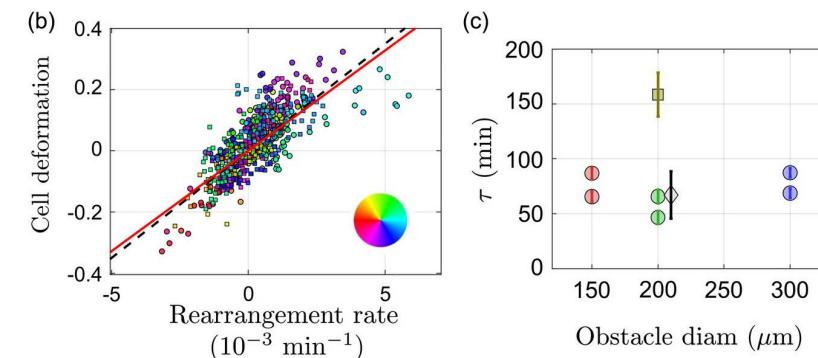 (b)
0.4
0.2
0
-0.2
-0.4
Cell deformation
-5 0 5
Rearrangement rate
(10⁻³ min⁻¹)
(c)
200
150
100
50
0
τ (min)
150 200 250 300
Obstacle diam (μm)